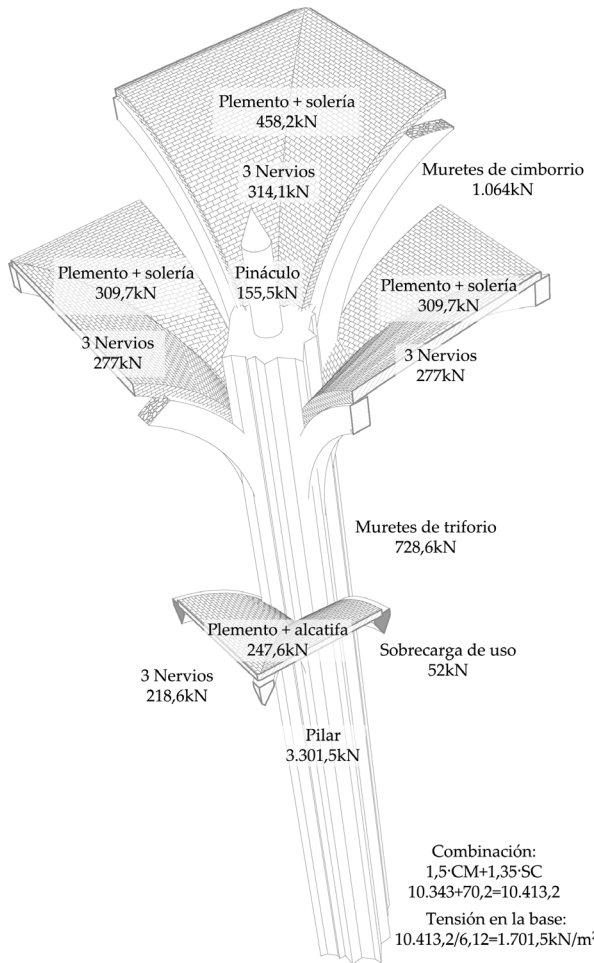 Plemento + solería
458,2kN
3 Nervios
314,1kN
Muretes de cimborrio
1.064kN
Plemento + solería
309,7kN
Pináculo
155,5kN
Plemento + solería
309,7kN
3 Nervios
277kN
3 Nervios
277kN
Muretes de triforio
728,6kN
Plemento + alcatifa
247,6kN
Sobrecarga de uso
52kN
3 Nervios
218,6kN
Pilar
3.301,5kN
Combinación:
1,5·CM+1,35·SC
10.343+70,2=10.413,2
Tensión en la base:
10.413,2/6,12=1.701,5kN/m²